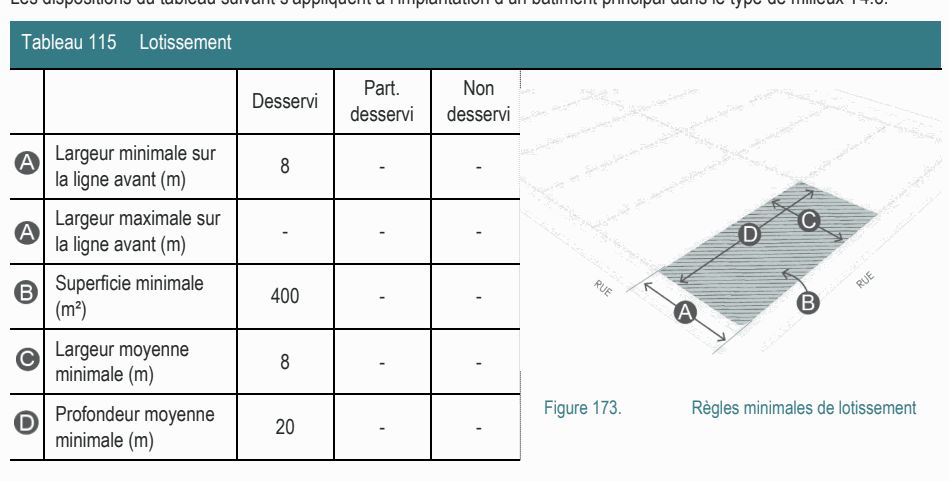 Les dispositions du tableau suivant s'appliquent à l'implantation d'un bâtiment principal dans le type de milieux T4.6.
Tableau 115 Lotissement
Desservi
Part.
desservi
Non
desservi
A Largeur minimale sur
la ligne avant (m)
8 - -
A Largeur maximale sur
la ligne avant (m)
- - -
B Superficie minimale
(m²)
400 - -
C Largeur moyenne
minimale (m)
8 - -
D Profondeur moyenne
minimale (m)
20 - -
C
D
RUE
RUE
A
B
Figure 173. Règles minimales de lotissement